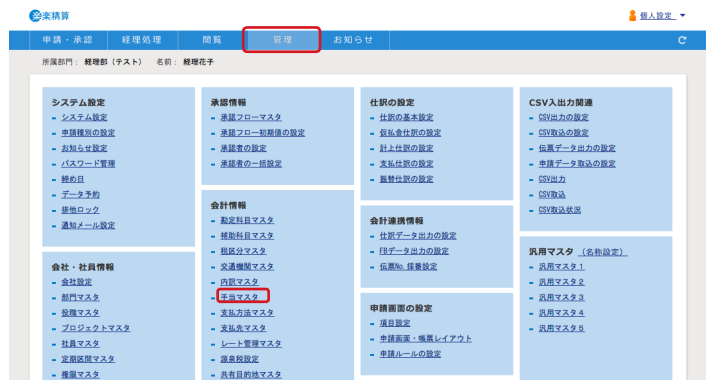 楽楽精算
個人設定
申請・承認 経理処理 閲覧 管理 お知らせ
所属部門： 経理部（テスト） 名前： 経理花子
システム設定
システム設定
申請種別の設定
お知らせ設定
パスワード管理
締め日
データ予約
排他ロック
通知メール設定
会社・社員情報
会社設定
部門マスタ
役職マスタ
プロジェクトマスタ
社員マスタ
定期区間マスタ
権限マスタ
承認情報
承認フローマスタ
承認フロー初期値の設定
承認者の設定
承認者の一括設定
会計情報
勘定科目マスタ
補助科目マスタ
税区分マスタ
交通機関マスタ
内訳マスタ
手当マスタ
支払方法マスタ
支払先マスタ
レート管理マスタ
源泉税設定
共有目的地マスタ
仕訳の設定
仕訳の基本設定
仮払金仕訳の設定
計上仕訳の設定
支払仕訳の設定
振替仕訳の設定
会計連携情報
仕訳データ出力の設定
FBデータ出力の設定
伝票No. 採番設定
申請画面の設定
項目設定
申請画面・帳票レイアウト
申請ルールの設定
CSV入出力関連
CSV出力の設定
CSV取込の設定
伝票データ出力の設定
申請データ取込の設定
CSV出力
CSV取込
CSV取込状況
汎用マスタ （名称設定）
汎用マスタ１
汎用マスタ２
汎用マスタ３
汎用マスタ４
汎用マスタ５